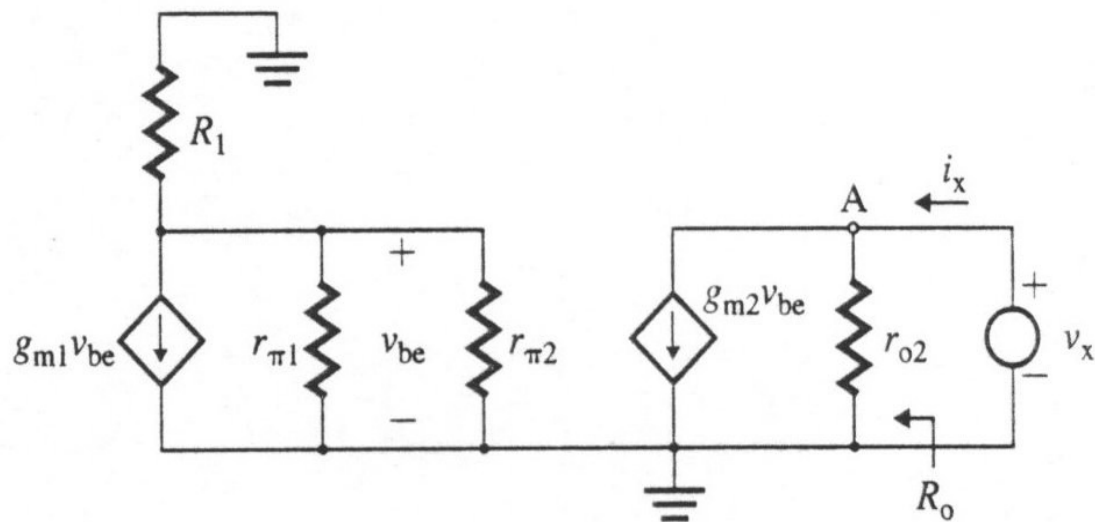 R1
ix
A
+
gm1vbe
rπ1
vbe
rπ2
−
gm2vbe
ro2
+
vx
−
Ro